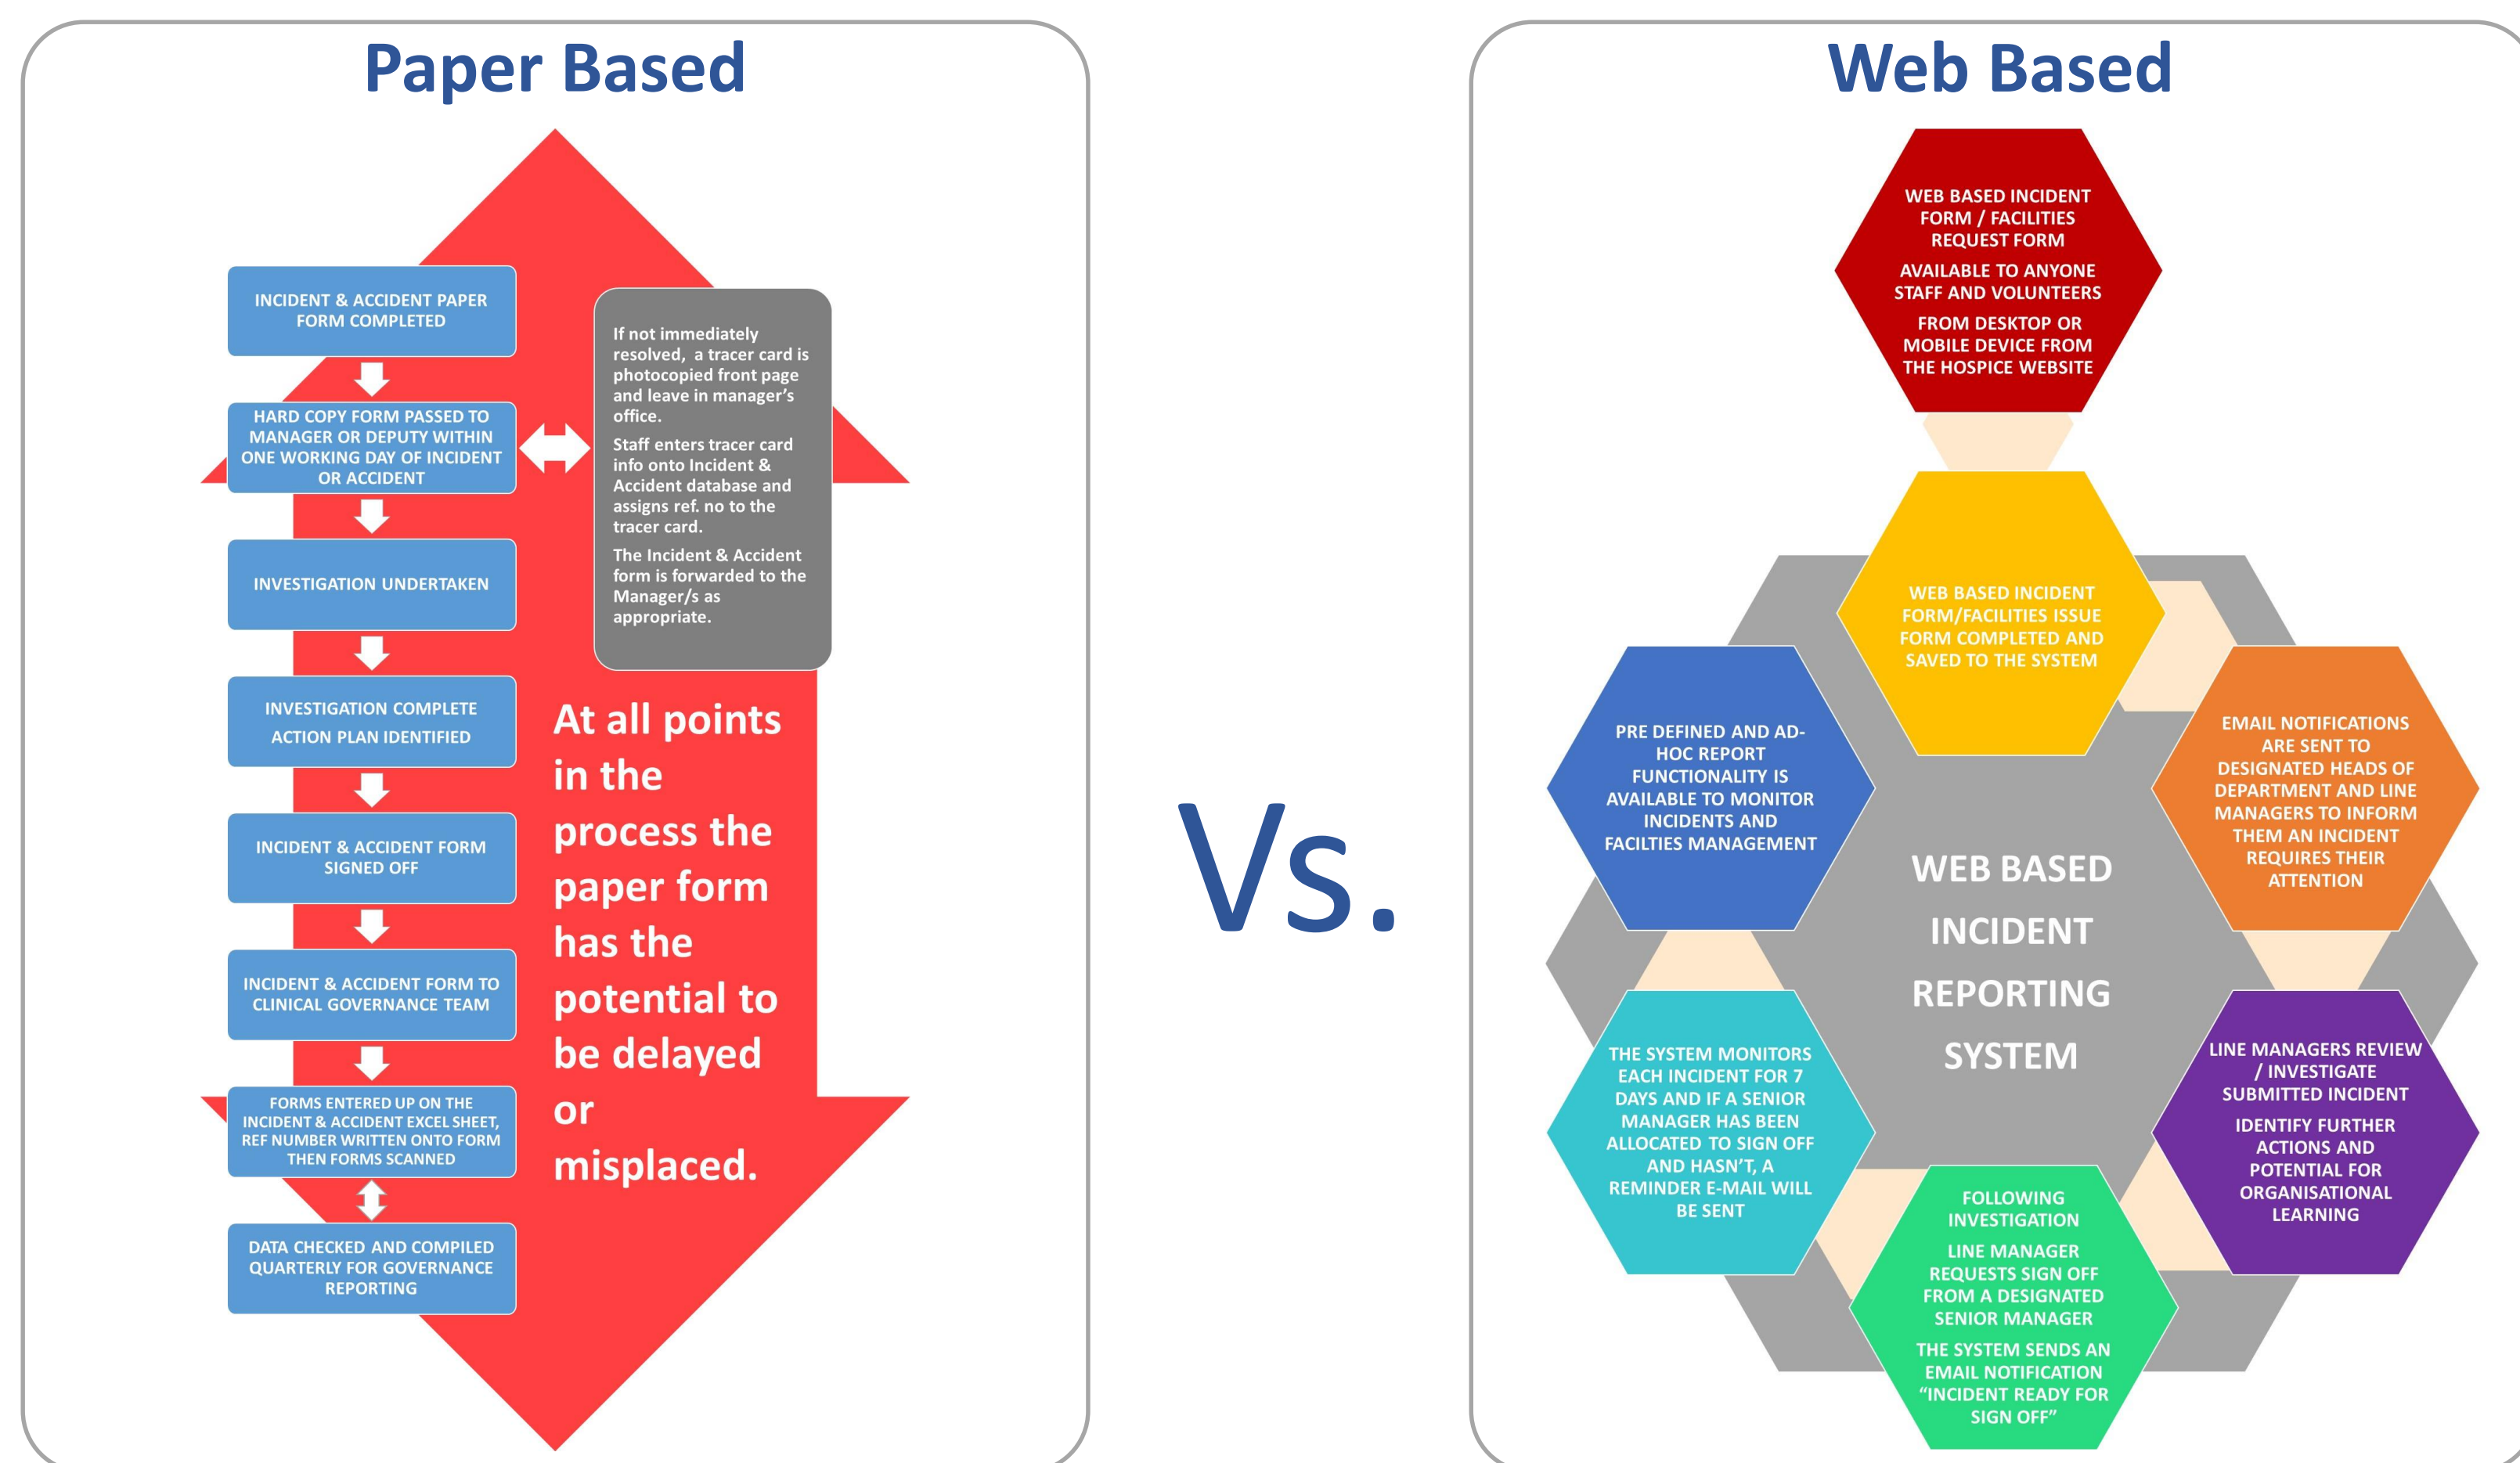 Paper Based
INCIDENT & ACCIDENT PAPER
FORM COMPLETED
HARD COPY FORM PASSED TO
MANAGER OR DEPUTY WITHIN
ONE WORKING DAY OF INCIDENT
OR ACCIDENT
If not immediately
resolved, a tracer card is
photocopied front page
and leave in manager’s
office.
Staff enters tracer card
info onto Incident &
Accident database and
assigns ref. no to the
tracer card.
The Incident & Accident
form is forwarded to the
Manager/s as
appropriate.
INVESTIGATION UNDERTAKEN
INVESTIGATION COMPLETE
ACTION PLAN IDENTIFIED
INCIDENT & ACCIDENT FORM
SIGNED OFF
INCIDENT & ACCIDENT FORM TO
CLINICAL GOVERNANCE TEAM
FORMS ENTERED UP ON THE
INCIDENT & ACCIDENT EXCEL SHEET,
REF NUMBER WRITTEN ONTO FORM
THEN FORMS SCANNED
DATA CHECKED AND COMPILED
QUARTERLY FOR GOVERNANCE
REPORTING
At all points
in the
process the
paper form
has the
potential to
be delayed
or
misplaced.
Vs.
Web Based
WEB BASED INCIDENT
FORM / FACILITIES
REQUEST FORM
AVAILABLE TO ANYONE
STAFF AND VOLUNTEERS
FROM DESKTOP OR
MOBILE DEVICE FROM
THE HOSPICE WEBSITE
WEB BASED INCIDENT
FORM/FACILITIES ISSUE
FORM COMPLETED AND
SAVED TO THE SYSTEM
EMAIL NOTIFICATIONS
ARE SENT TO
DESIGNATED HEADS OF
DEPARTMENT AND LINE
MANAGERS TO INFORM
THEM AN INCIDENT
REQUIRES THEIR
ATTENTION
LINE MANAGERS REVIEW
/ INVESTIGATE
SUBMITTED INCIDENT
IDENTIFY FURTHER
ACTIONS AND
POTENTIAL FOR
ORGANISATIONAL
LEARNING
FOLLOWING
INVESTIGATION
LINE MANAGER
REQUESTS SIGN OFF
FROM A DESIGNATED
SENIOR MANAGER
THE SYSTEM SENDS AN
EMAIL NOTIFICATION
“INCIDENT READY FOR
SIGN OFF”
THE SYSTEM MONITORS
EACH INCIDENT FOR 7
DAYS AND IF A SENIOR
MANAGER HAS BEEN
ALLOCATED TO SIGN OFF
AND HASN’T, A
REMINDER E-MAIL WILL
BE SENT
PRE DEFINED AND AD-
HOC REPORT
FUNCTIONALITY IS
AVAILABLE TO MONITOR
INCIDENTS AND
FACILTIES MANAGEMENT
WEB BASED
INCIDENT
REPORTING
SYSTEM